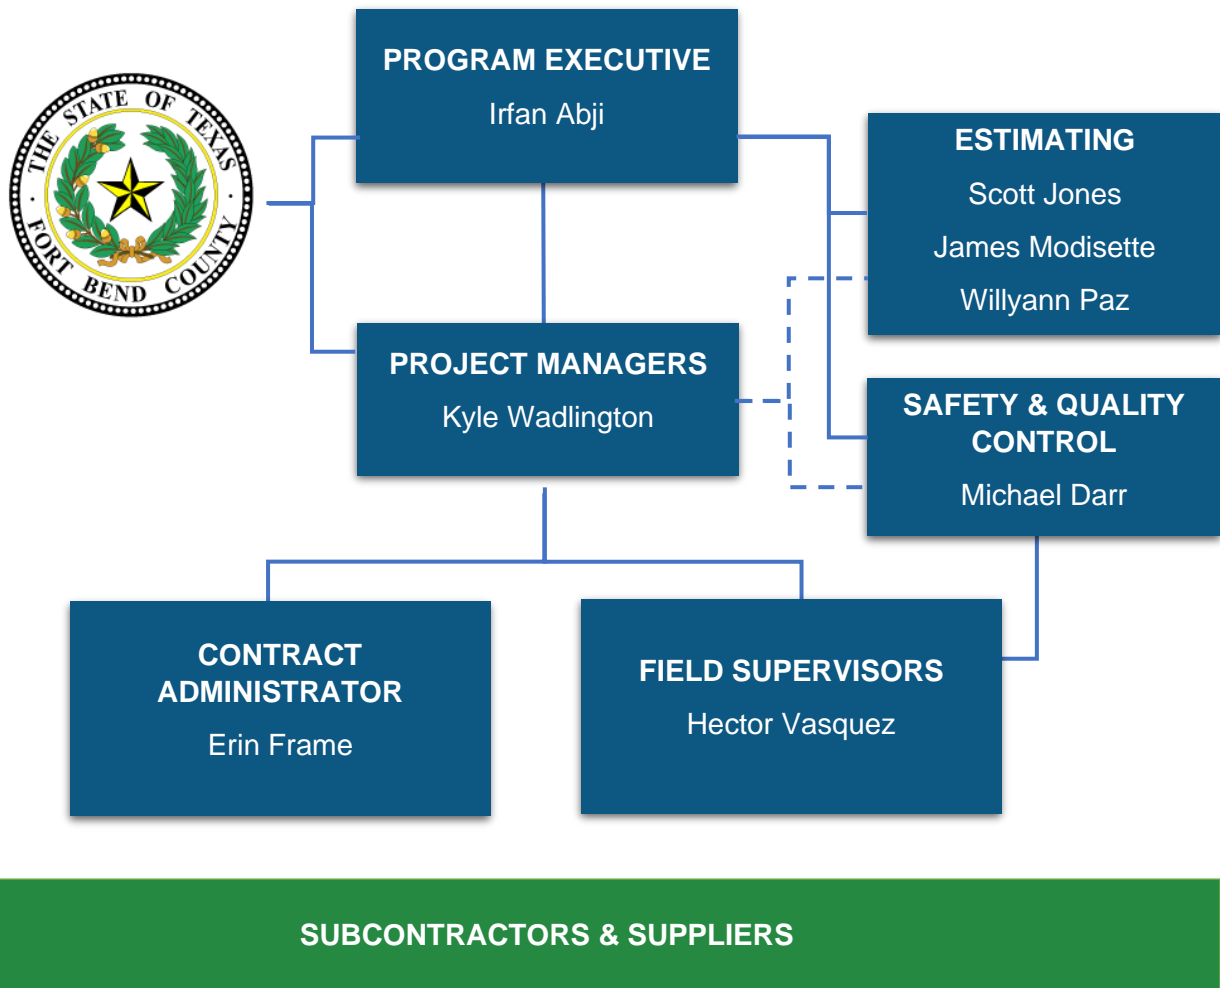 PROGRAM EXECUTIVE
Irfan Abji
THE STATE OF TEXAS
· FORT BEND COUNTY ·
ESTIMATING
Scott Jones
James Modisette
Willyann Paz
PROJECT MANAGERS
Kyle Wadlington
SAFETY & QUALITY
CONTROL
Michael Darr
CONTRACT
ADMINISTRATOR
Erin Frame
FIELD SUPERVISORS
Hector Vasquez
SUBCONTRACTORS & SUPPLIERS